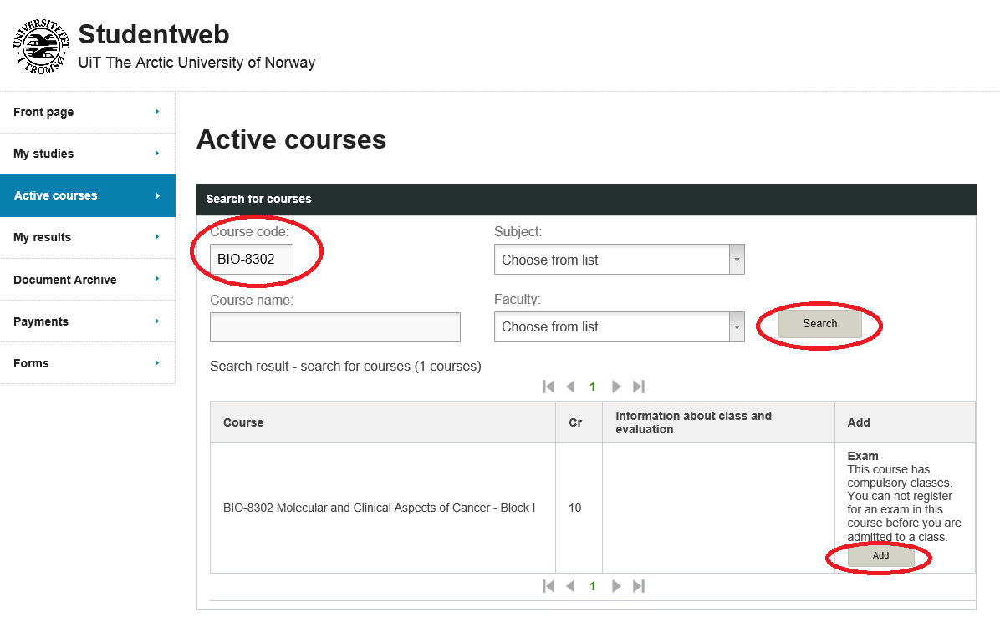 UNIVERSITETET
I TROMSØ
Studentweb
UiT The Arctic University of Norway
Front page
My studies
Active courses
My results
Document Archive
Payments
Forms
Active courses
Search for courses
Course code:
Subject:
BIO-8302
Choose from list
Course name:
Faculty:
Choose from list
Search
Search result - search for courses (1 courses)
1
Course
Cr
Information about class and
evaluation
Add
BIO-8302 Molecular and Clinical Aspects of Cancer - Block I
10
Exam
This course has
compulsory classes.
You can not register
for an exam in this
course before you are
admitted to a class.
Add
1